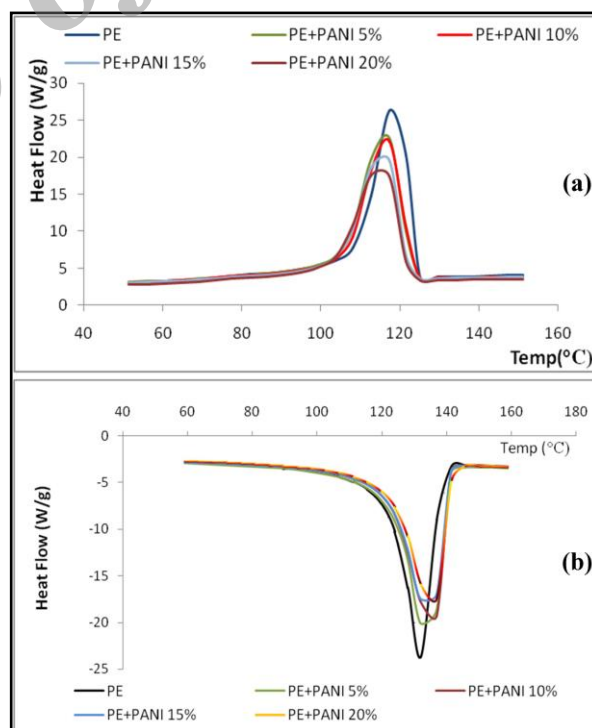 PE PE+PANI 5% PE+PANI 10%
PE+PANI 15% PE+PANI 20%
30
25
20
15
10
5
0
Heat Flow (W/g)
(a)
40 60 80 100 120 140 160
Temp(°C)
40 60 80 100 120 140 160 180
Temp (°C)
0
-5
-10
-15
-20
-25
Heat Flow (W/g)
(b)
PE PE+PANI 5% PE+PANI 10%
PE+PANI 15% PE+PANI 20%